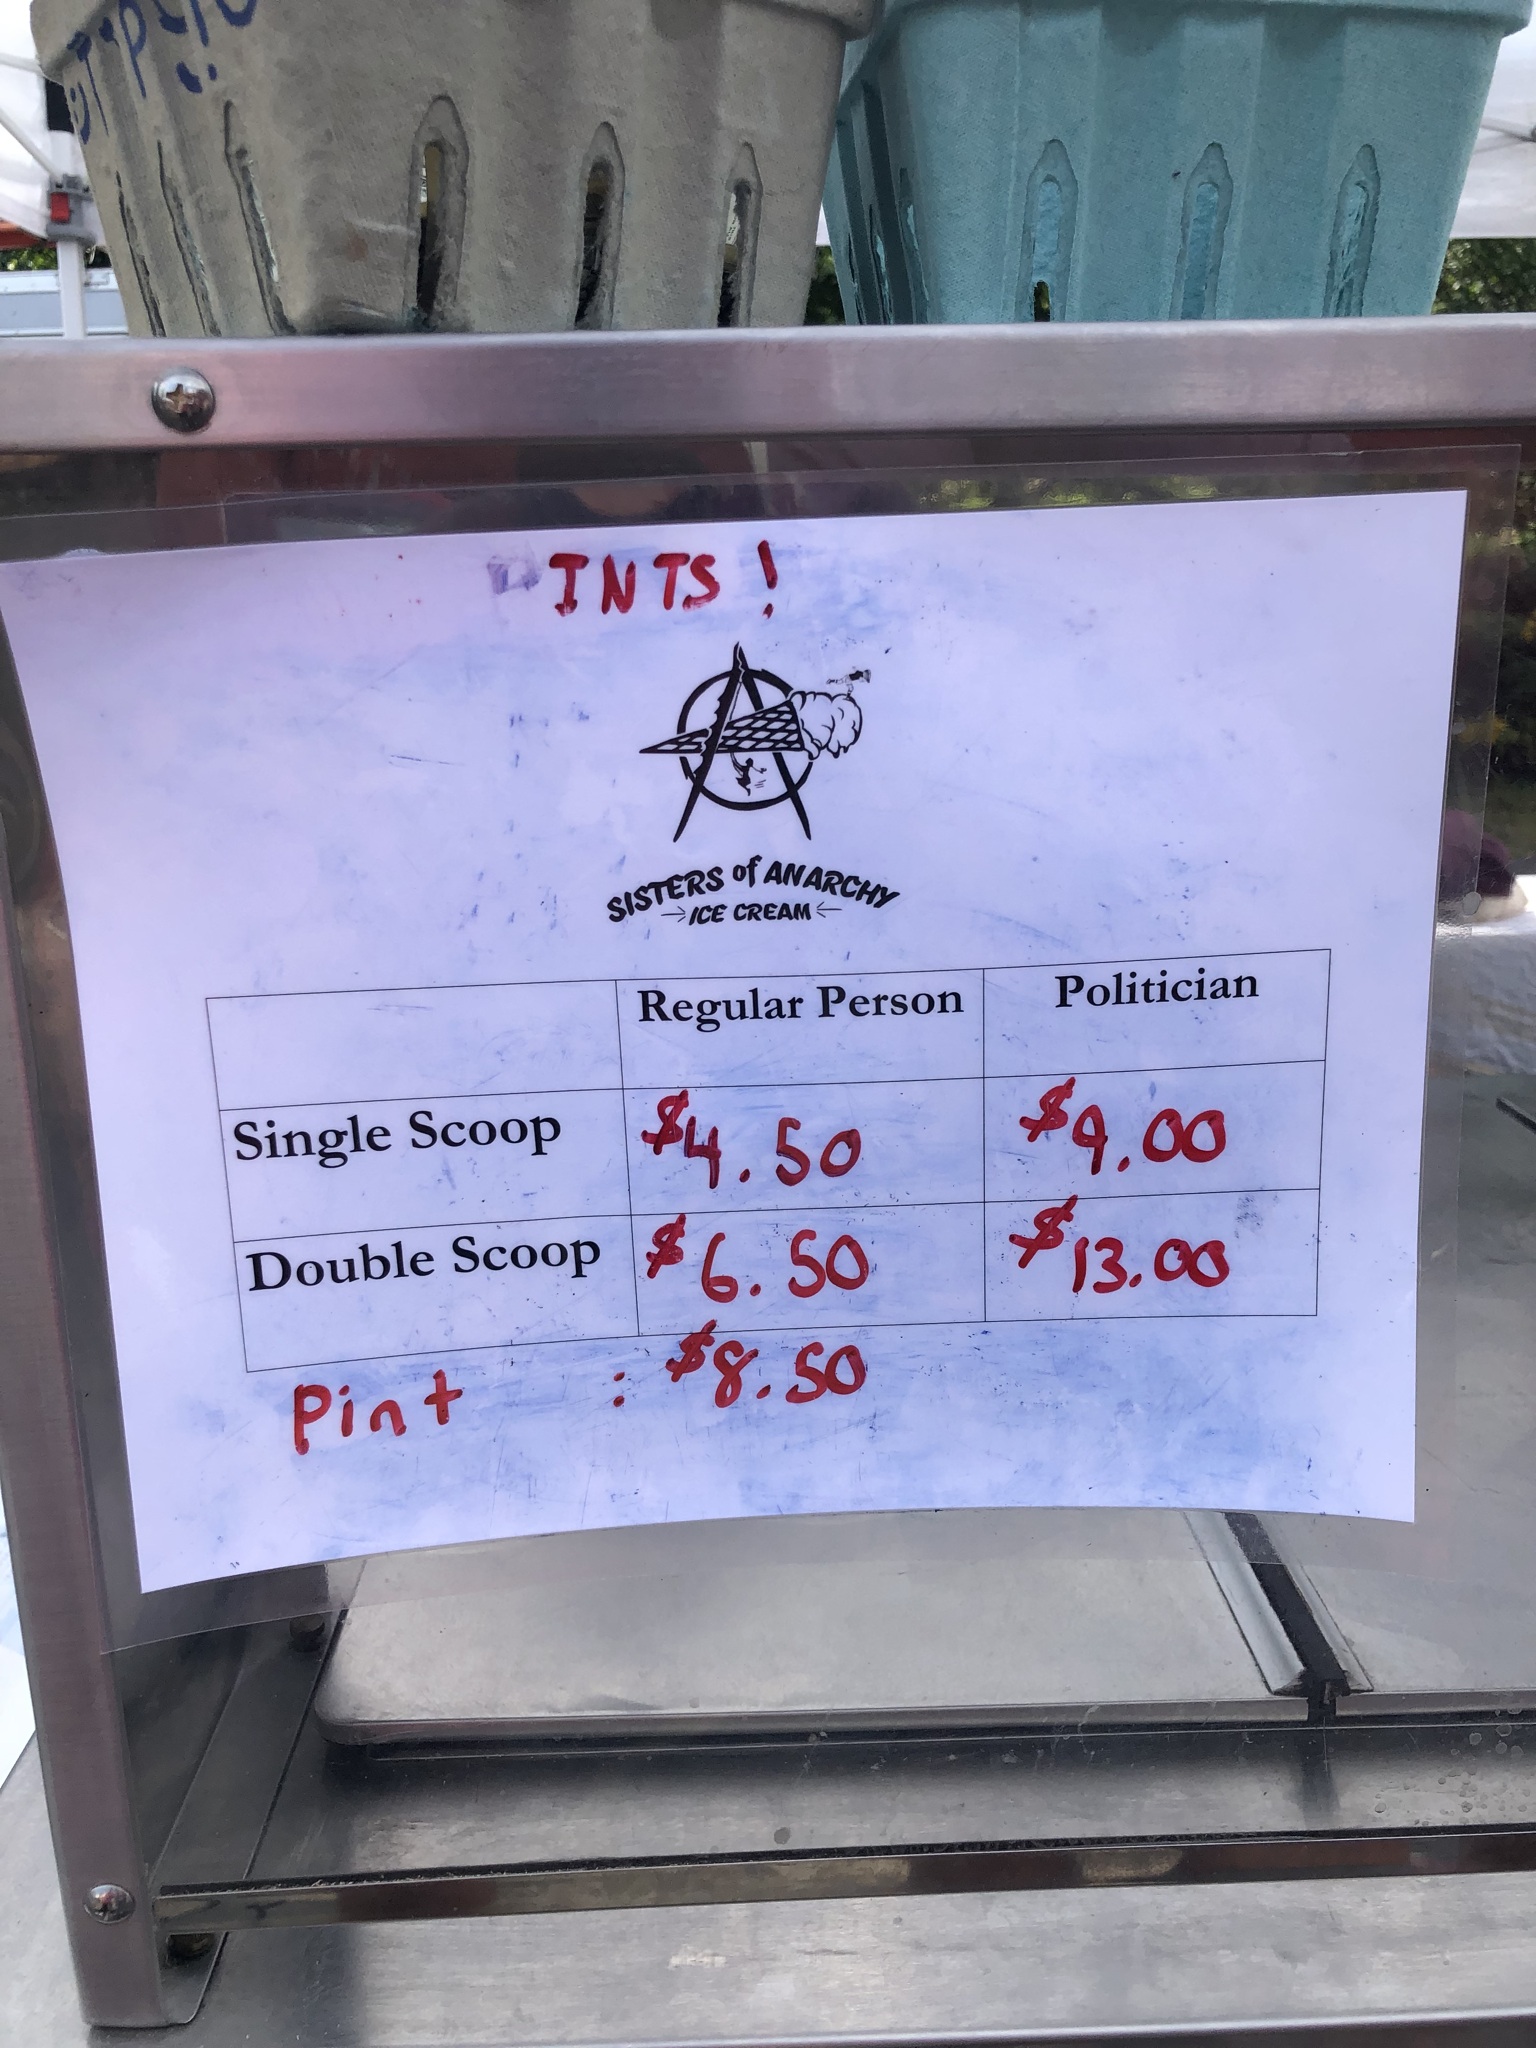 INTS!
SISTERS of ANARCHY
ICE CREAM
Regular Person Politician
Single Scoop $4.50 $9.00
Double Scoop $6.50 $13.00
Pint : $8.50